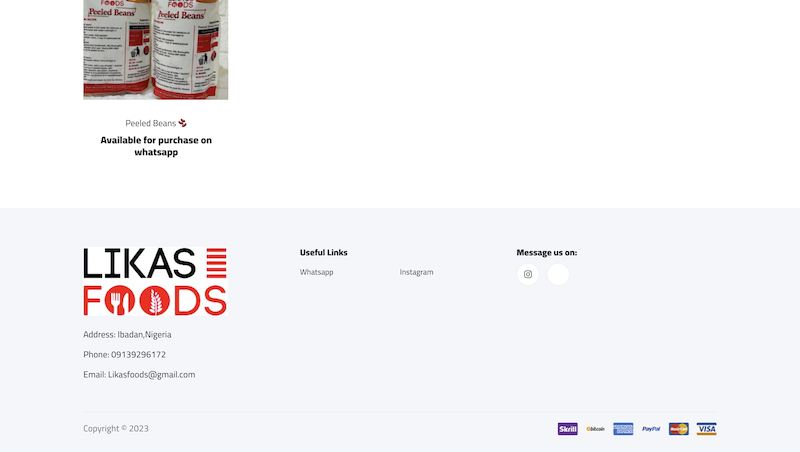 FOODS
Peeled Beans
Peeled Beans
Peeled Beans
Available for purchase on
whatsapp
LIKAS
FOODS
Useful Links
Message us on:
Whatsapp
Instagram
Address: Ibadan,Nigeria
Phone: 09139296172
Email: Likasfoods@gmail.com
Copyright © 2023
Skrill
bitcoin
PayPal
MasterCard
VISA